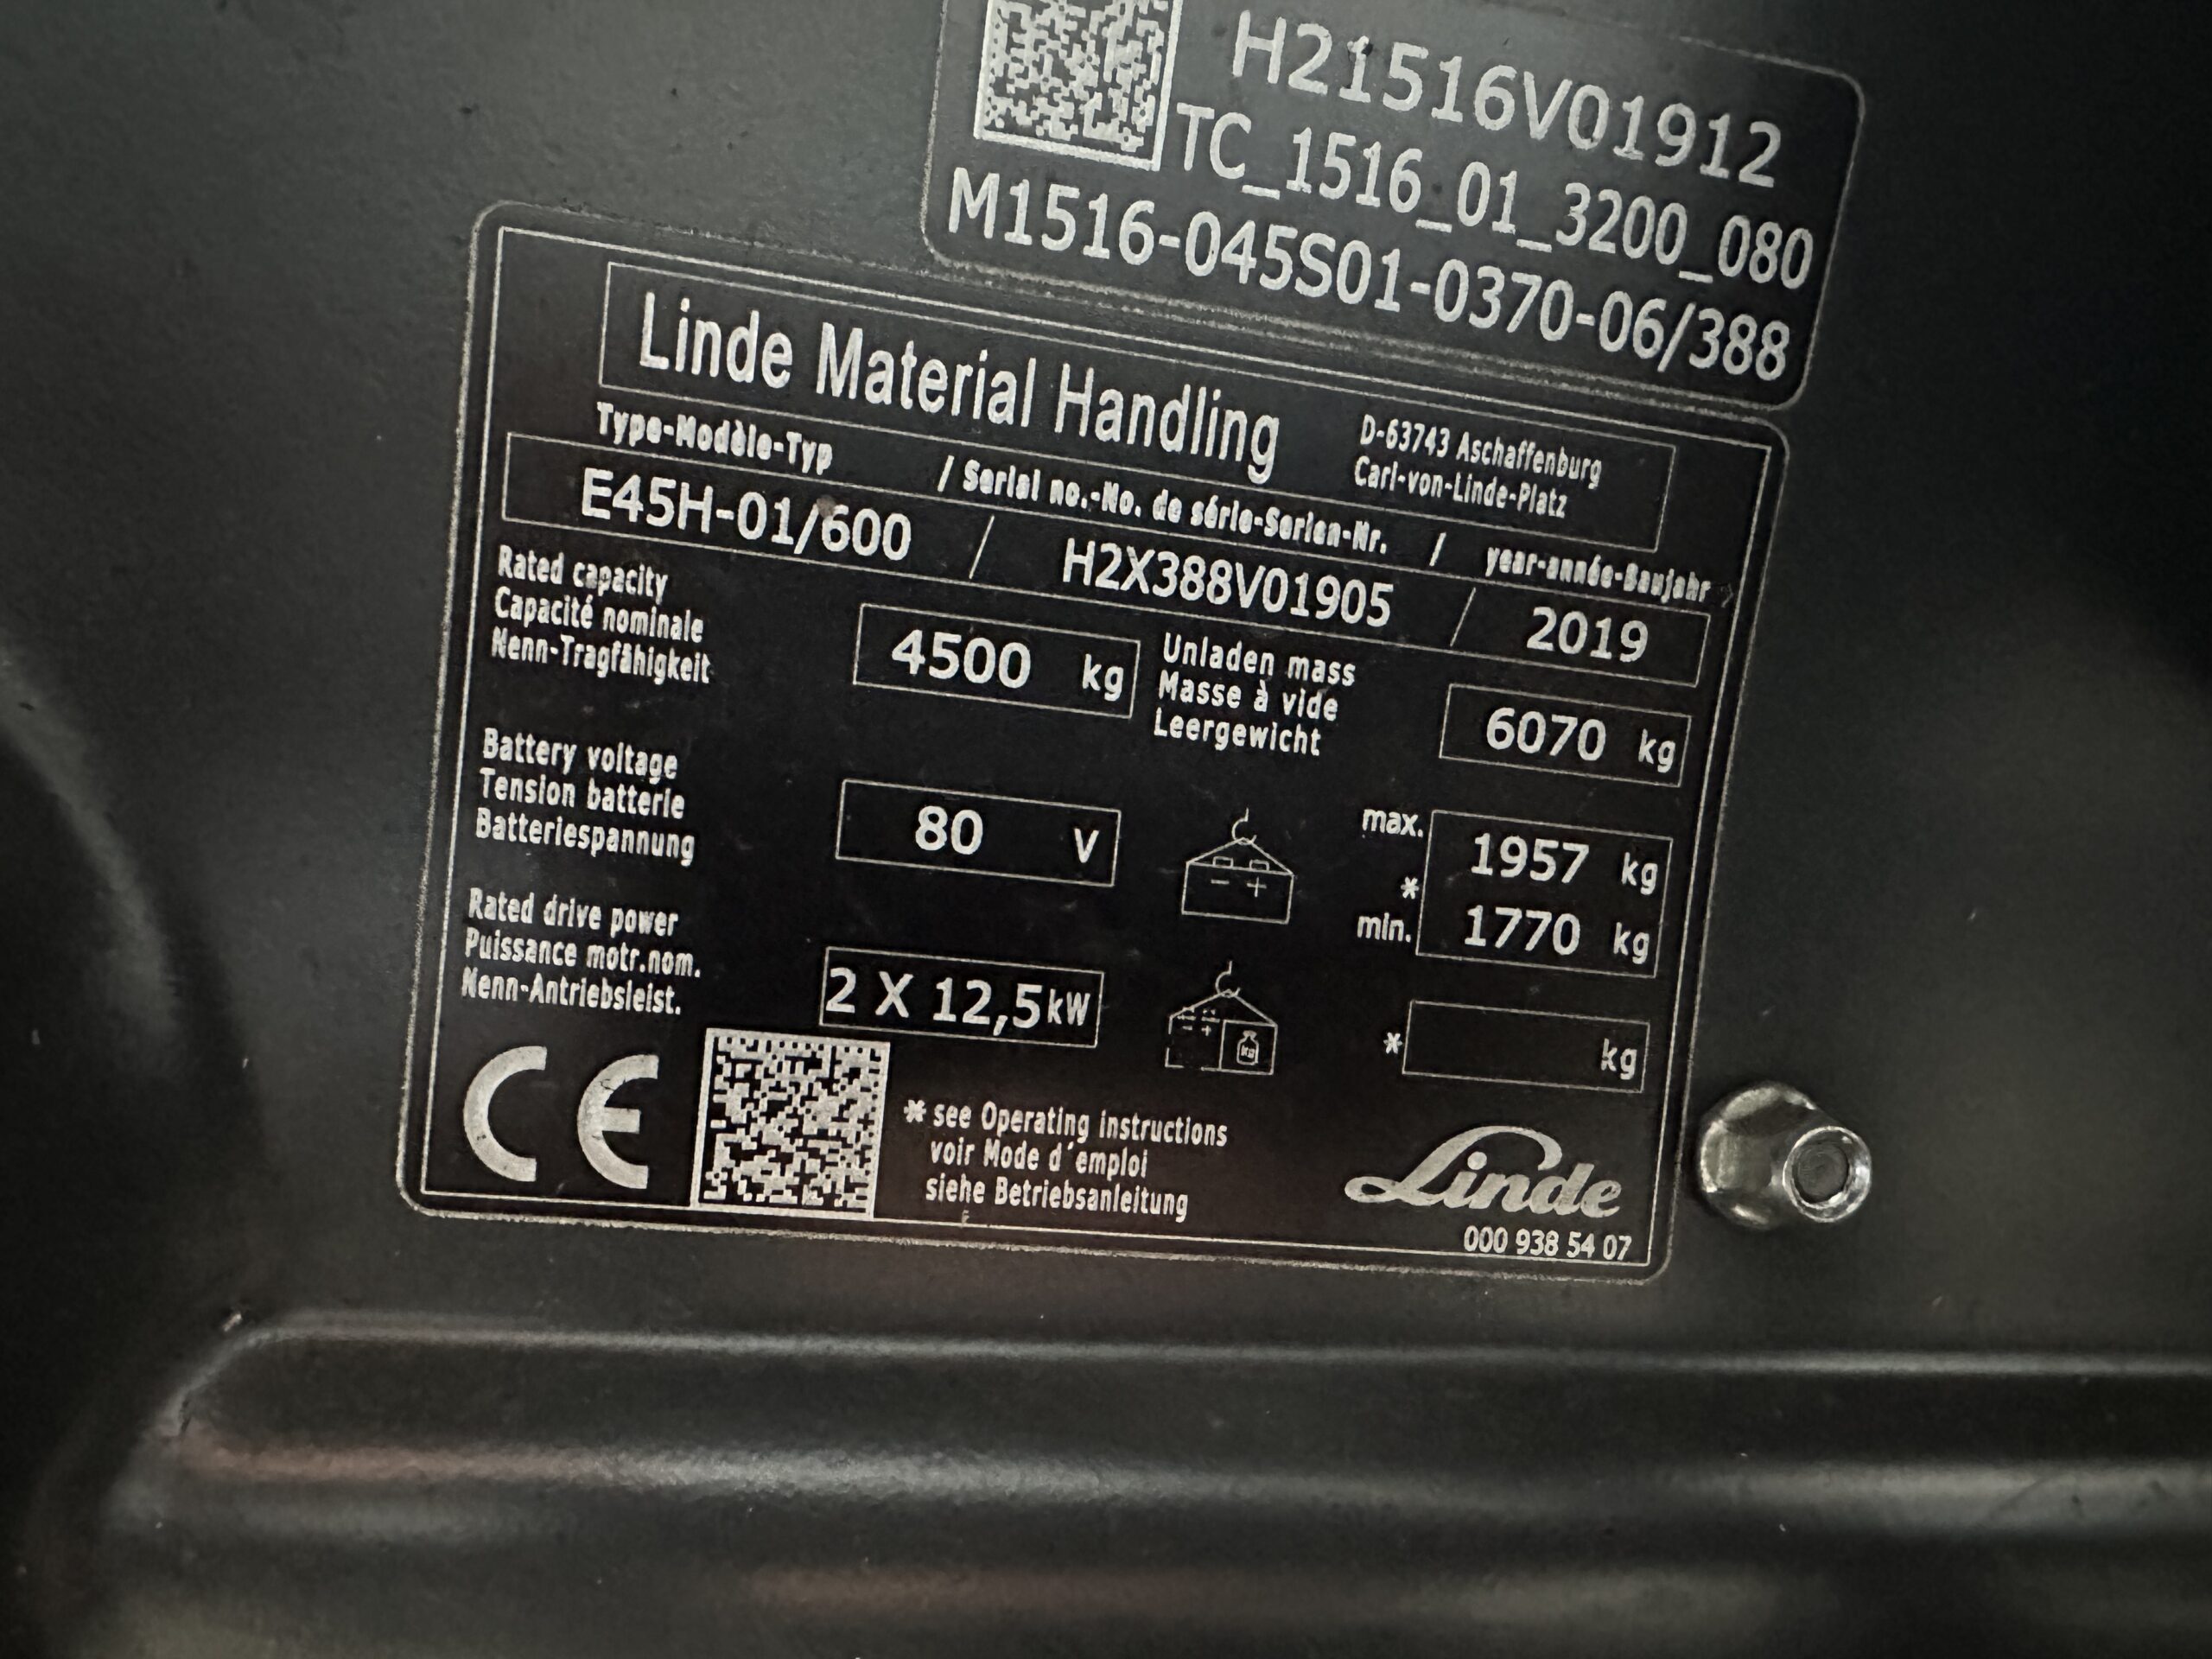 H21516V01912
TC_1516_01_3200_080
M1516-045S01-0370-06/388
Linde Material Handling
D-63743 Aschaffenburg
Carl-von-Linde-Platz
Type-Modèle-Typ / Serial no.-No. de série-Serien-Nr. / year-année-Baujahr
E45H-01/600 / H2X388V01905 / 2019
Rated capacity
Capacité nominale
Nenn-Tragfähigkeit
4500 kg
Unladen mass
Masse à vide
Leergewicht
6070 kg
Battery voltage
Tension batterie
Batteriespannung
80 V
- +
max. 1957 kg
*
min. 1770 kg
Rated drive power
Puissance motr.nom.
Nenn-Antriebsleist.
2 X 12,5kW
kg
* kg
CE
* see Operating instructions
voir Mode d´emploi
siehe Betriebsanleitung
Linde
000 938 54 07